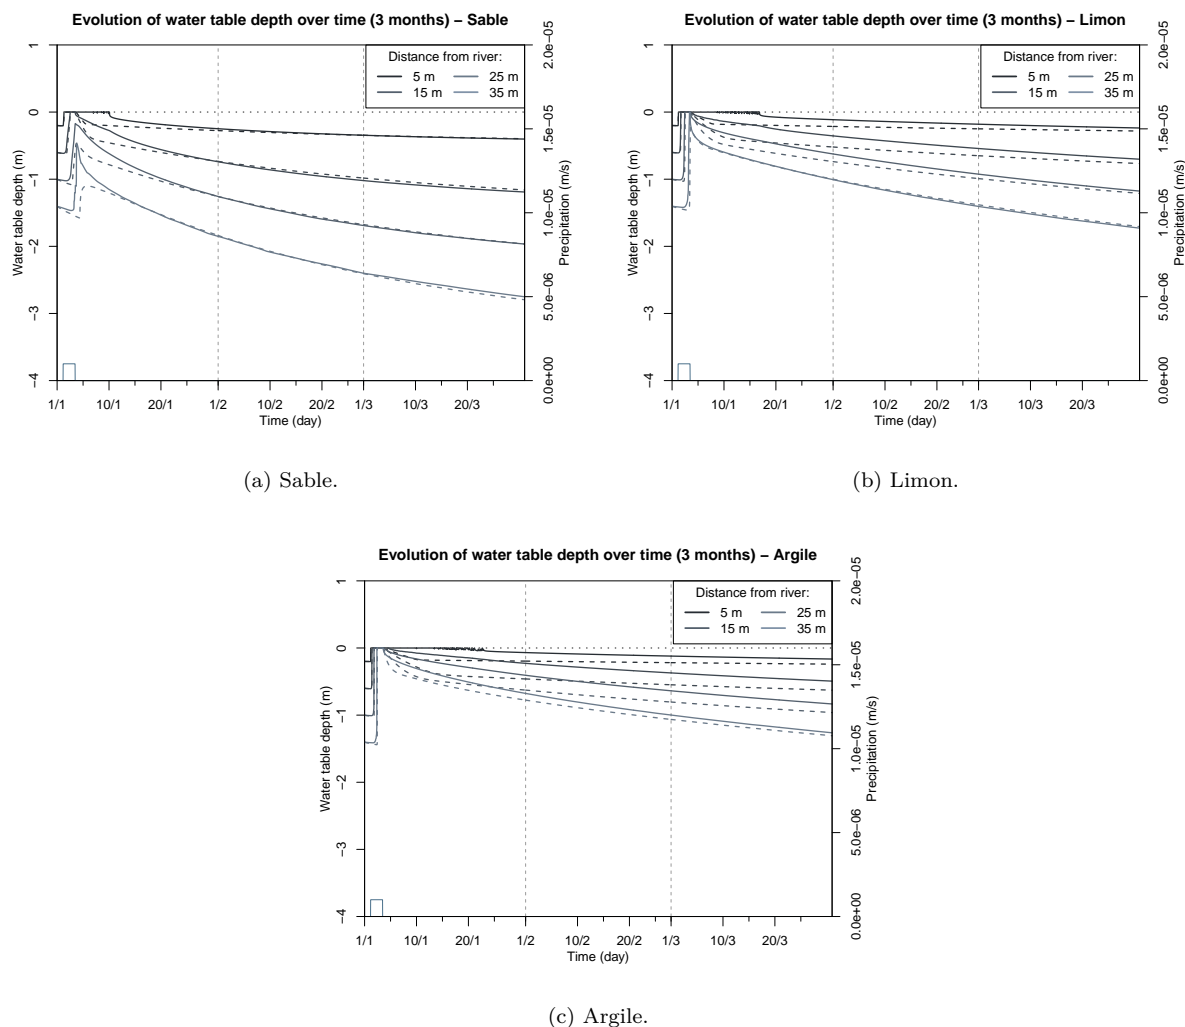 Evolution of water table depth over time (3 months) – Sable
Distance from river:
5 m 25 m
15 m 35 m
Water table depth (m)
1
0
−1
−2
−3
−4
Precipitation (m/s)
2.0e−05
1.5e−05
1.0e−05
5.0e−06
0.0e+00
1/1 10/1 20/1 1/2 10/2 20/2 1/3 10/3 20/3
Time (day)
(a) Sable.
Evolution of water table depth over time (3 months) – Limon
Distance from river:
5 m 25 m
15 m 35 m
Water table depth (m)
1
0
−1
−2
−3
−4
Precipitation (m/s)
2.0e−05
1.5e−05
1.0e−05
5.0e−06
0.0e+00
1/1 10/1 20/1 1/2 10/2 20/2 1/3 10/3 20/3
Time (day)
(b) Limon.
Evolution of water table depth over time (3 months) – Argile
Distance from river:
5 m 25 m
15 m 35 m
Water table depth (m)
1
0
−1
−2
−3
−4
Precipitation (m/s)
2.0e−05
1.5e−05
1.0e−05
5.0e−06
0.0e+00
1/1 10/1 20/1 1/2 10/2 20/2 1/3 10/3 20/3
Time (day)
(c) Argile.